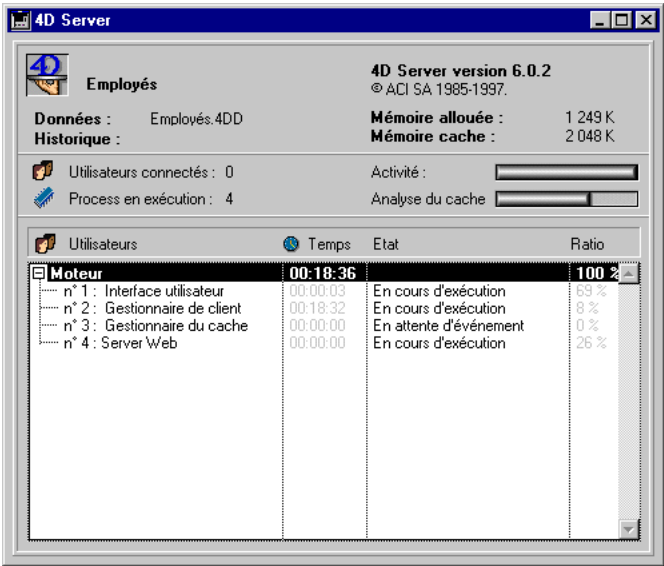 4D Server
4D
Employés
4D Server version 6.0.2
© ACI SA 1985-1997.
Données : Employés.4DD
Historique :
Mémoire allouée : 1 249 K
Mémoire cache : 2 048 K
Utilisateurs connectés : 0
Activité :
Process en exécution : 4
Analyse du cache
Utilisateurs Temps Etat Ratio
Moteur 00:18:36 100 %
n° 1 : Interface utilisateur 00:00:03 En cours d'exécution 69 %
n° 2 : Gestionnaire de client 00:18:32 En cours d'exécution 8 %
n° 3 : Gestionnaire du cache 00:00:00 En attente d'événement 0 %
n° 4 : Server Web 00:00:00 En cours d'exécution 26 %